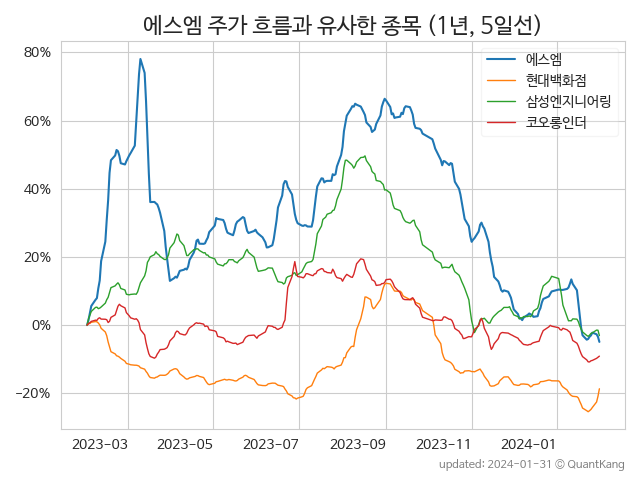 에스엠 주가 흐름과 유사한 종목 (1년, 5일선)
에스엠
현대백화점
삼성엔지니어링
코오롱인더
80%
60%
40%
20%
0%
−20%
2023−03
2023−05
2023−07
2023−09
2023−11
2024−01
updated: 2024−01−31 © QuantKang